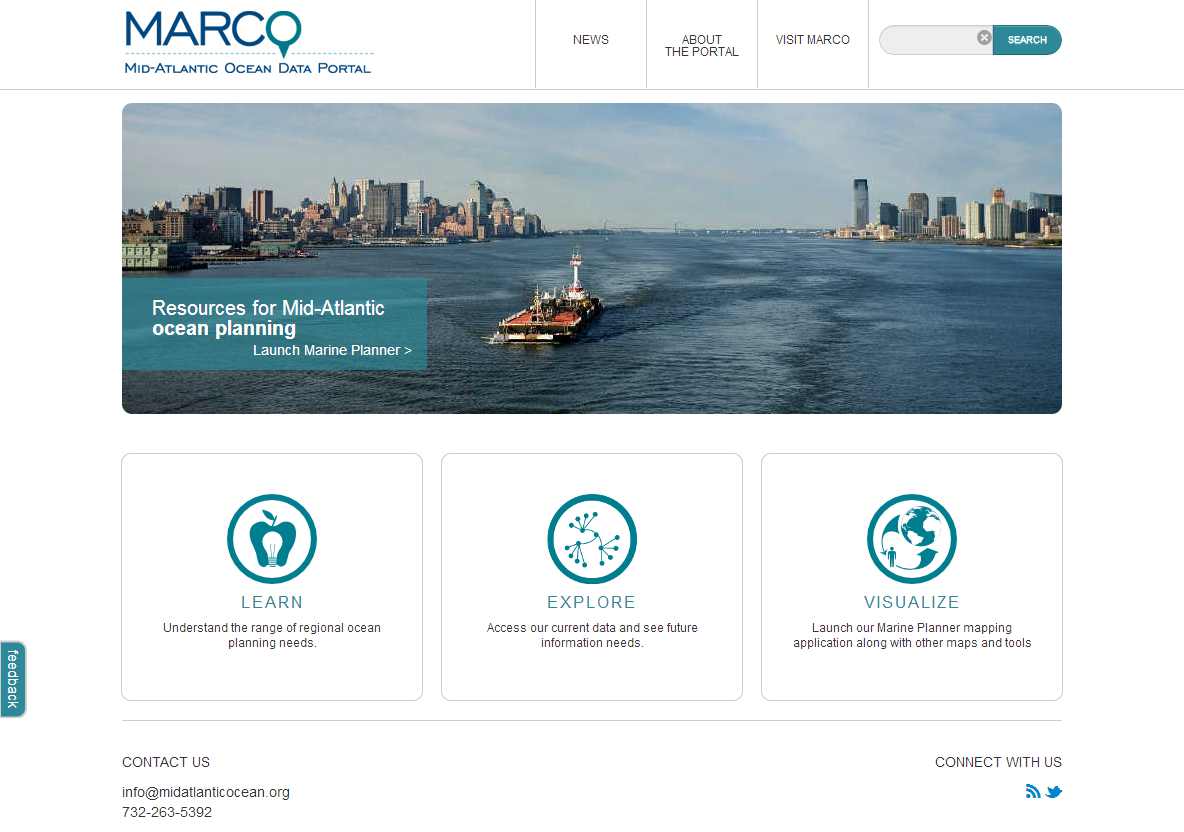 MARCO
MID-ATLANTIC OCEAN DATA PORTAL
NEWS
ABOUT
THE PORTAL
VISIT MARCO
SEARCH
Resources for Mid-Atlantic
ocean planning
Launch Marine Planner >
LEARN
Understand the range of regional ocean
planning needs.
EXPLORE
Access our current data and see future
information needs.
VISUALIZE
Launch our Marine Planner mapping
application along with other maps and tools
feedback
CONTACT US
info@midatlanticocean.org
732-263-5392
CONNECT WITH US